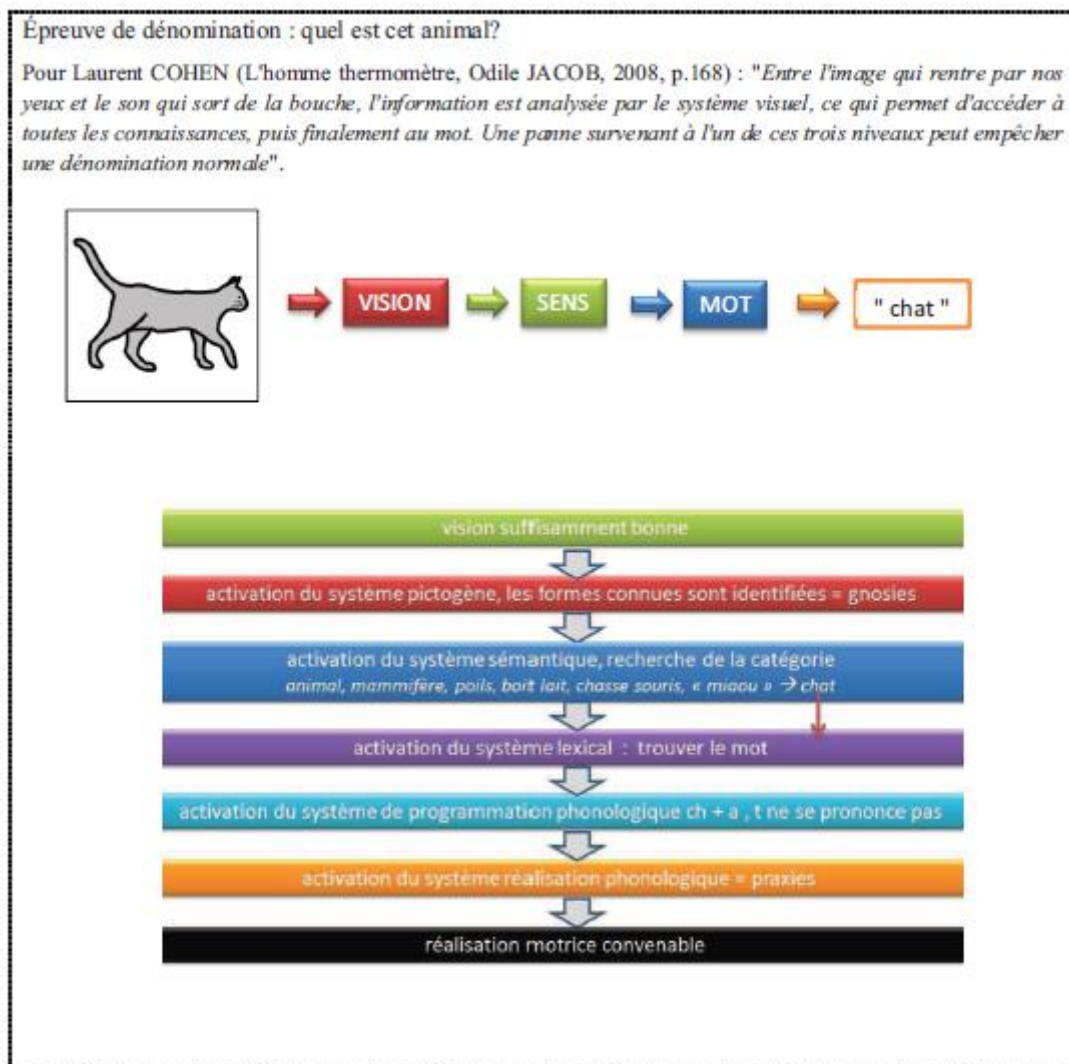 Épreuve de dénomination : quel est cet animal?
Pour Laurent COHEN (L'homme thermomètre, Odile JACOB, 2008, p.168) : "Entre l'image qui rentre par nos
yeux et le son qui sort de la bouche, l'information est analysée par le système visuel, ce qui permet d'accéder à
toutes les connaissances, puis finalement au mot. Une panne survenant à l'un de ces trois niveaux peut empêcher
une dénomination normale".
VISION
SENS
MOT
" chat "
vision suffisamment bonne
activation du système pictogène, les formes connues sont identifiées = gnosies
activation du système sémantique, recherche de la catégorie
animal, mammifère, poils, boit lait, chasse souris, « miaou » → chat
activation du système lexical : trouver le mot
activation du système de programmation phonologique ch + a , t ne se prononce pas
activation du système réalisation phonologique = praxies
réalisation motrice convenable